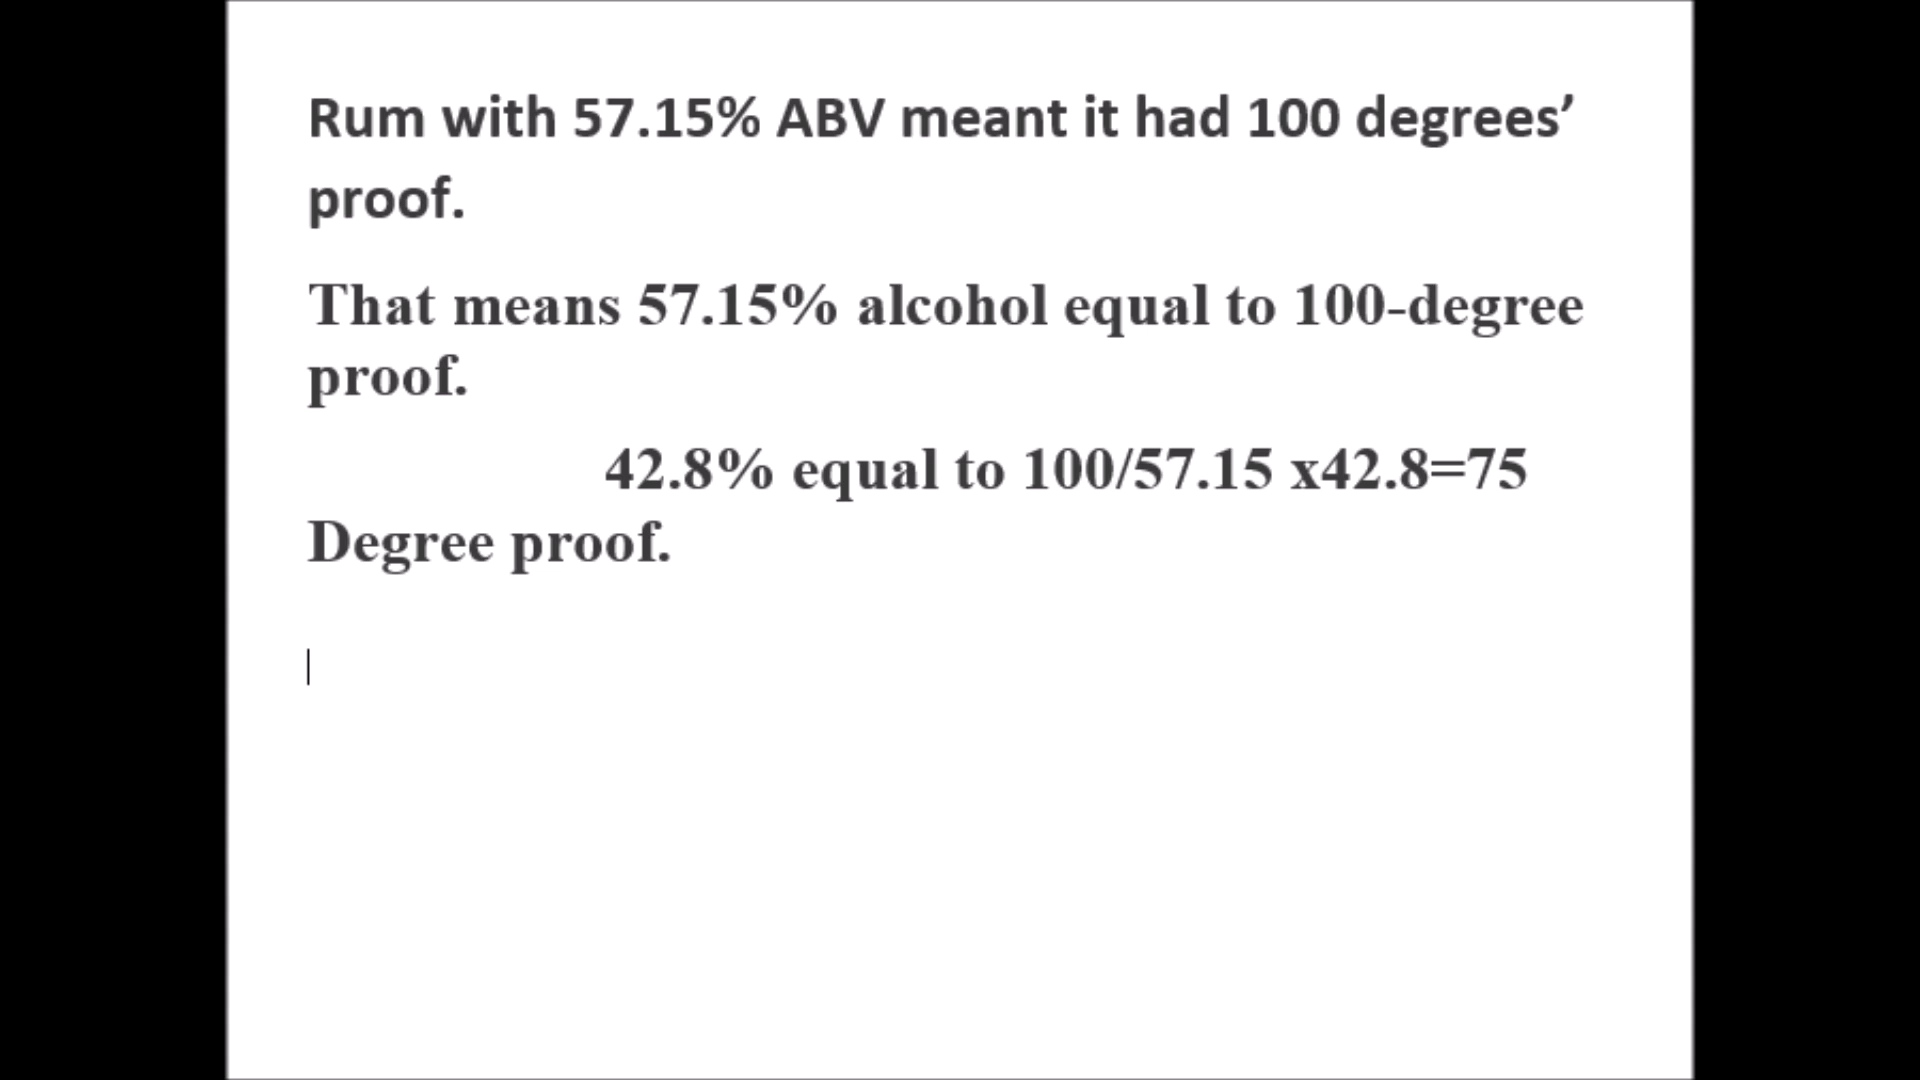 Rum with 57.15% ABV meant it had 100 degrees’
proof.
That means 57.15% alcohol equal to 100-degree
proof.
42.8% equal to 100/57.15 x42.8=75
Degree proof.